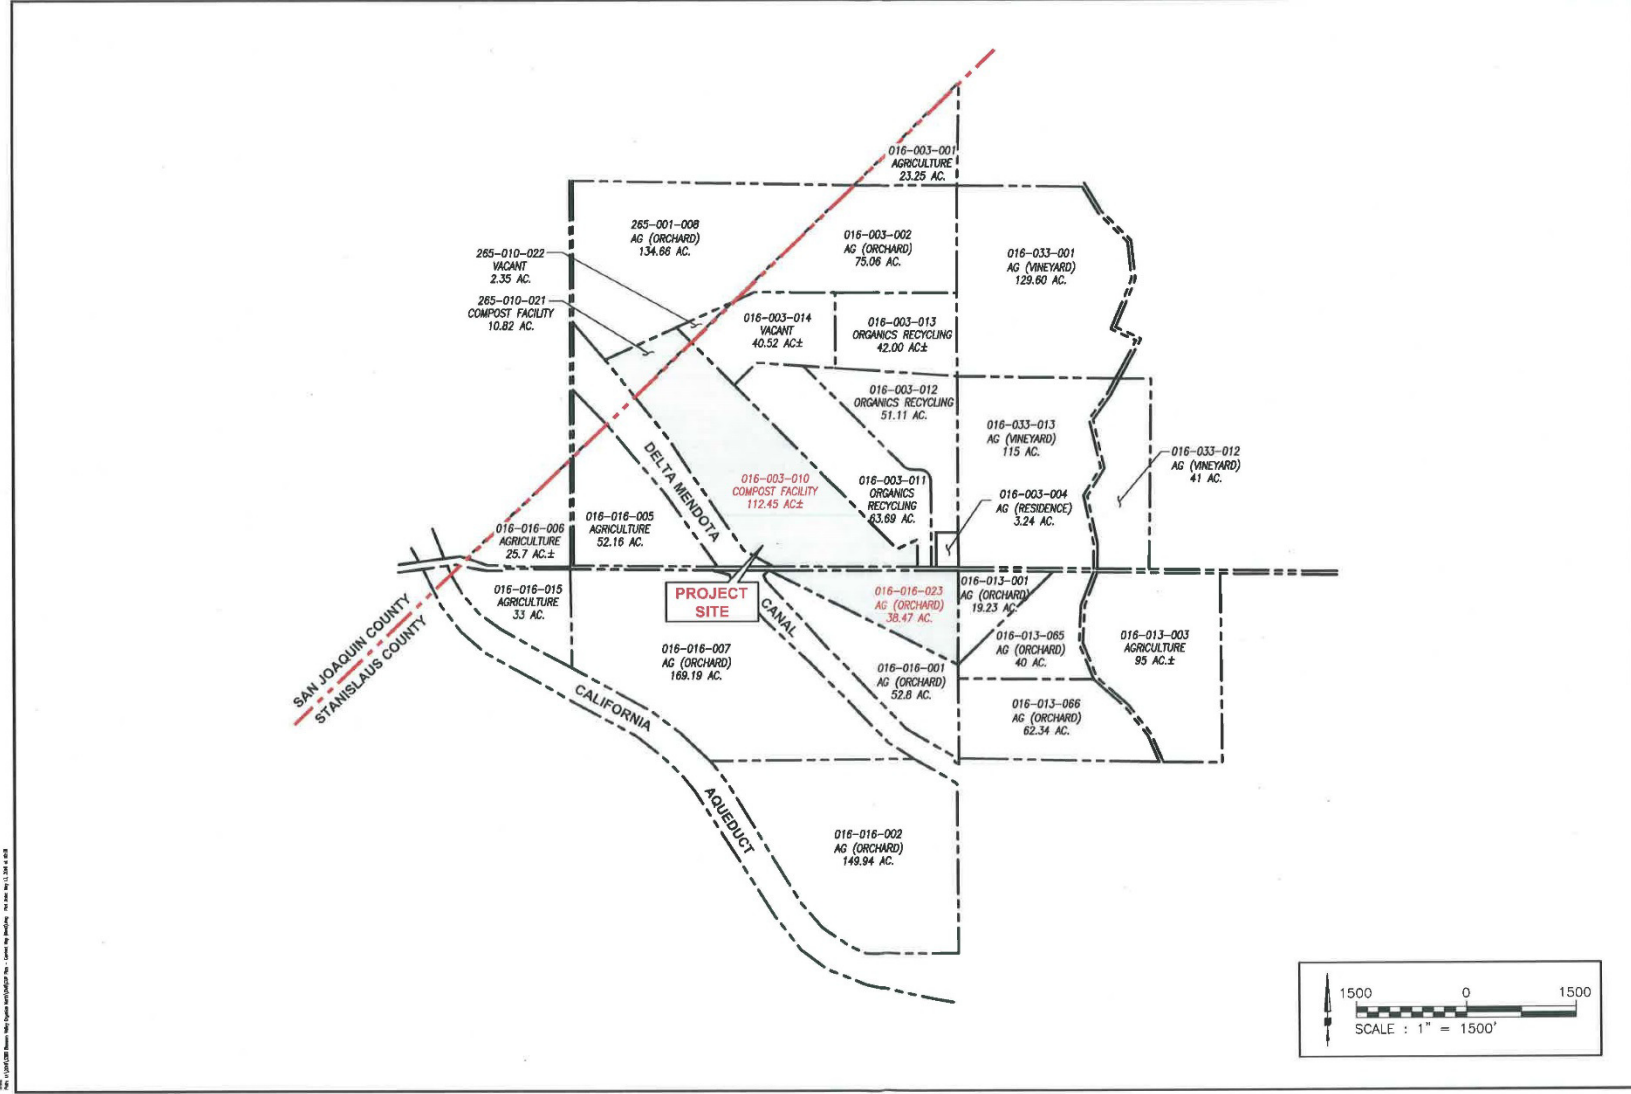 016-003-001
AGRICULTURE
23.25 AC.
265-001-008
AG (ORCHARD)
134.66 AC.
016-003-002
AG (ORCHARD)
75.06 AC.
016-033-001
AG (VINEYARD)
129.60 AC.
265-010-022
VACANT
2.35 AC.
265-010-021
COMPOST FACILITY
10.82 AC.
016-003-014
VACANT
40.52 AC±
016-003-013
ORGANICS RECYCLING
42.00 AC±
016-003-012
ORGANICS RECYCLING
51.11 AC.
016-033-013
AG (VINEYARD)
115 AC.
016-033-012
AG (VINEYARD)
41 AC.
DELTA MENDOTA
016-003-010
COMPOST FACILITY
112.45 AC±
016-003-011
ORGANICS
RECYCLING
63.69 AC.
016-003-004
AG (RESIDENCE)
3.24 AC.
016-016-006
AGRICULTURE
25.7 AC.±
016-016-005
AGRICULTURE
52.16 AC.
016-016-015
AGRICULTURE
33 AC.
PROJECT
SITE
CANAL
016-016-023
AG (ORCHARD)
38.47 AC.
016-013-001
AG (ORCHARD)
19.23 AC.
SAN JOAQUIN COUNTY
STANISLAUS COUNTY
016-016-007
AG (ORCHARD)
169.19 AC.
016-016-001
AG (ORCHARD)
52.8 AC.
016-013-065
AG (ORCHARD)
40 AC.
016-013-003
AGRICULTURE
95 AC.±
016-013-066
AG (ORCHARD)
62.34 AC.
CALIFORNIA
AQUEDUCT
016-016-002
AG (ORCHARD)
149.94 AC.
1500 0 1500
SCALE : 1" = 1500'